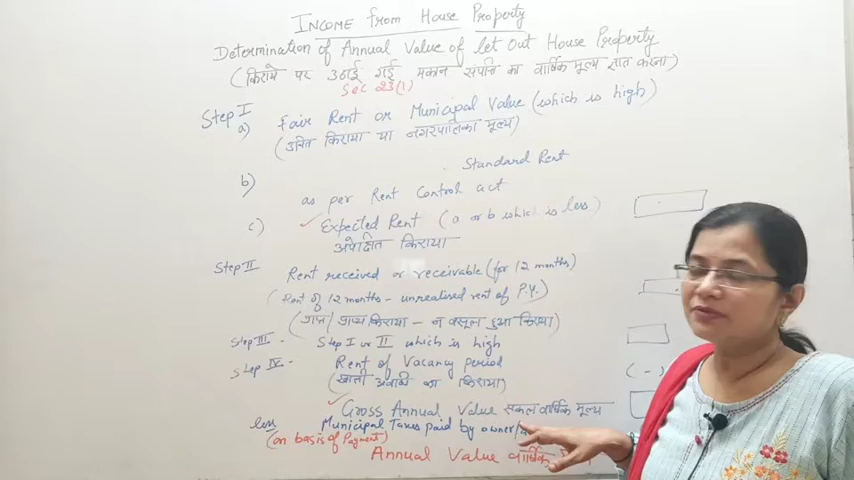 INCOME from House Property
Determination of Annual Value of let Out House Property
(किराये पर उठाई गई मकान संपत्ति का वार्षिक मूल्य ज्ञात करना)
Sec 23(1)
Step I
a) Fair Rent or Municipal Value (which is high)
(उचित किराया या नगरपालिका मूल्य)
Standard Rent
b) as per Rent Control act
c) ✓ Expected Rent (a or b which is less)
अपेक्षित किराया
Step II Rent received or receivable (for 12 months)
(Rent of 12 months - unrealised rent of P.Y.)
(प्राप्त/प्राप्य किराया - न वसूल हुआ किराया)
Step III - Step I or II which is high
Step IV - Rent of Vacancy period
(खाली अवधि का किराया)
(-)
✓ Gross Annual Value सकल वार्षिक मूल्य
less Municipal Taxes paid by owner
(on basis of Payment)
Annual Value वार्षिक